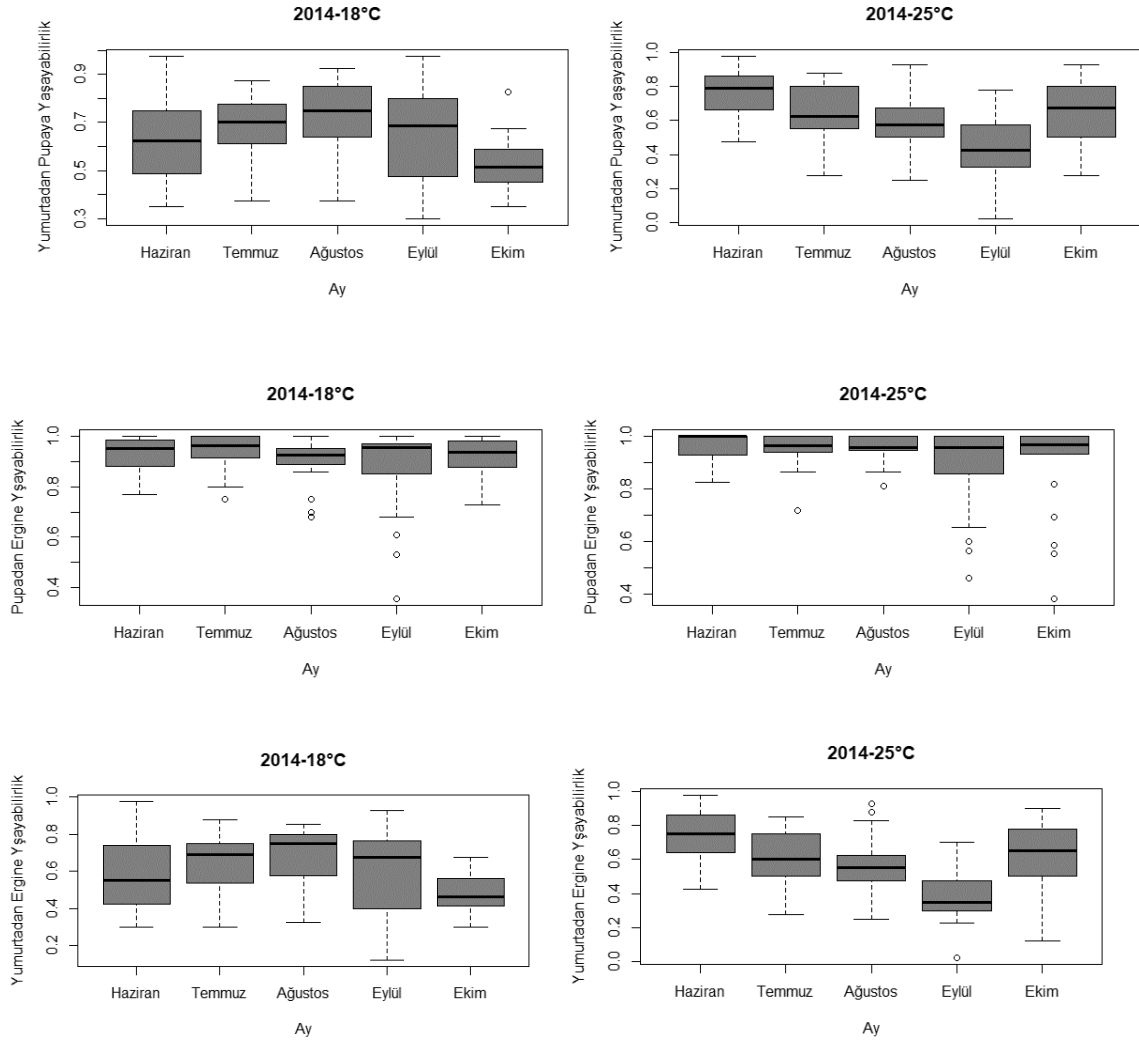 2014-18°C
Yumurtadan Pupaya Yaşayabilirlik
0.9
0.7
0.5
0.3
Haziran Temmuz Ağustos Eylül Ekim
Ay
2014-25°C
Yumurtadan Pupaya Yşayabilirlik
1.0
0.8
0.6
0.4
0.2
0.0
Haziran Temmuz Ağustos Eylül Ekim
Ay
2014-18°C
Pupadan Ergine Yşayabilirlik
1.0
0.8
0.6
0.4
Haziran Temmuz Ağustos Eylül Ekim
Ay
2014-25°C
Pupadan Ergine Yşayabilirlik
1.0
0.8
0.6
0.4
Haziran Temmuz Ağustos Eylül Ekim
Ay
2014-18°C
Yumurtadan Ergine Yşayabilirlik
1.0
0.8
0.6
0.4
0.2
Haziran Temmuz Ağustos Eylül Ekim
Ay
2014-25°C
Yumurtadan Ergine Yşayabilirlik
1.0
0.8
0.6
0.4
0.2
0.0
Haziran Temmuz Ağustos Eylül Ekim
Ay